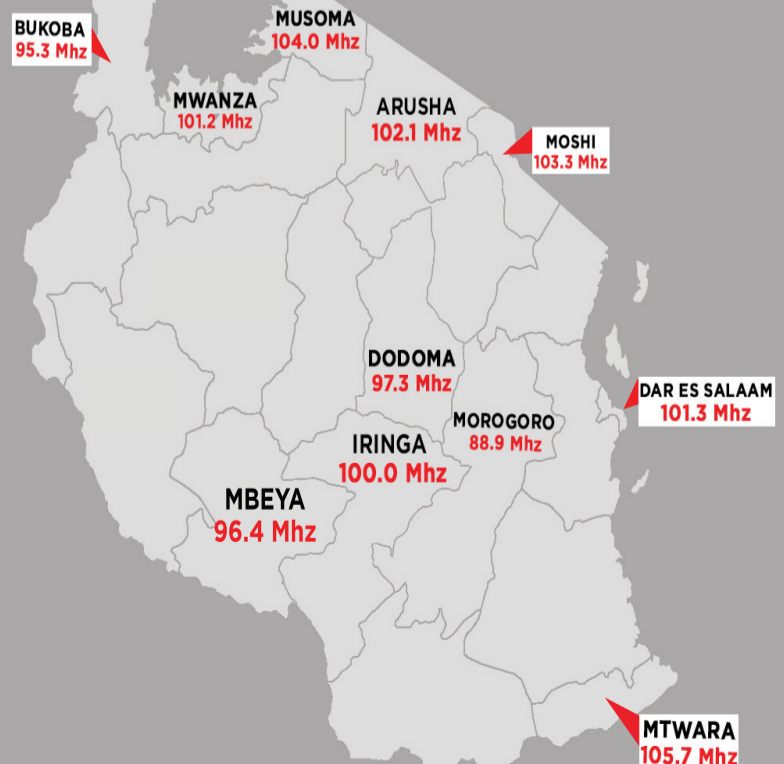 MUSOMA
104.0 Mhz
BUKOBA
95.3 Mhz
MWANZA
101.2 Mhz
ARUSHA
102.1 Mhz
MOSHI
103.3 Mhz
DODOMA
97.3 Mhz
DAR ES SALAAM
101.3 Mhz
MOROGORO
88.9 Mhz
IRINGA
100.0 Mhz
MBEYA
96.4 Mhz
MTWARA
105.7 Mhz